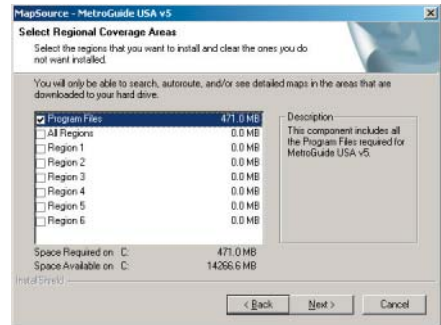 MapSource - MetroGuide USA v5
Select Regional Coverage Areas
Select the regions that you want to install and clear the ones you do
not want installed.
You will only be able to search, autoroute, and/or see detailed maps in the areas that are
downloaded to your hard drive.
Program Files 471.0 MB
All Regions 0.0 MB
Region 1 0.0 MB
Region 2 0.0 MB
Region 3 0.0 MB
Region 4 0.0 MB
Region 5 0.0 MB
Region 6 0.0 MB
Description
This component includes all
the Program Files required for
MetroGuide USA v5.
Space Required on C: 471.0 MB
Space Available on C: 14266.6 MB
InstallShield
< Back Next > Cancel